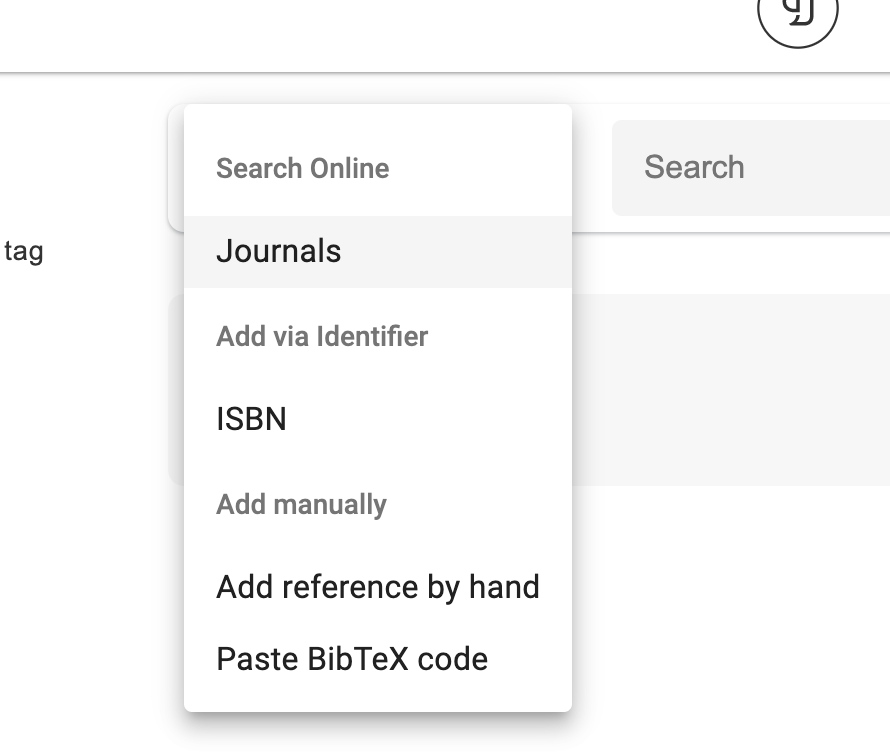 Search Online
Search
Journals
tag
Add via Identifier
ISBN
Add manually
Add reference by hand
Paste BibTeX code